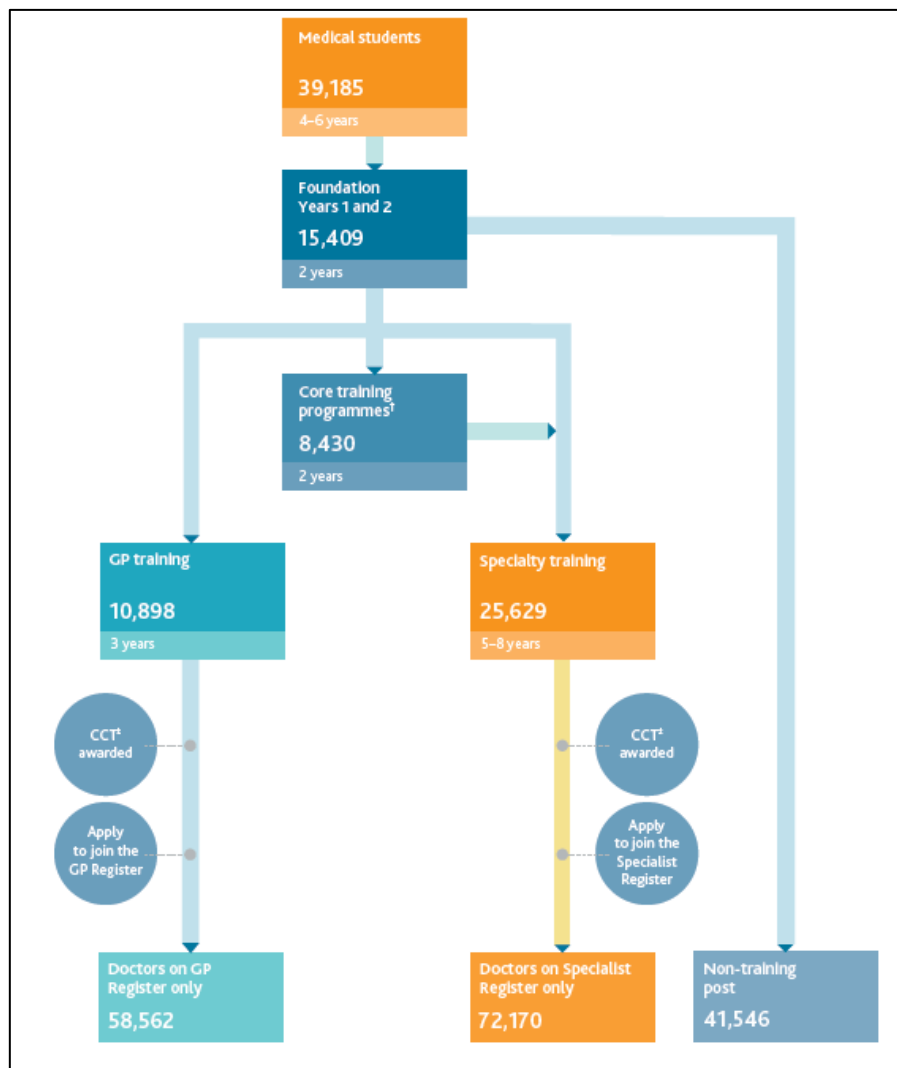 Medical students
39,185
4–6 years
Foundation
Years 1 and 2
15,409
2 years
Core training
programmes†
8,430
2 years
GP training
10,898
3 years
Specialty training
25,629
5–8 years
CCT‡
awarded
CCT‡
awarded
Apply
to join the
GP Register
Apply
to join the
Specialist
Register
Doctors on GP
Register only
58,562
Doctors on Specialist
Register only
72,170
Non-training
post
41,546